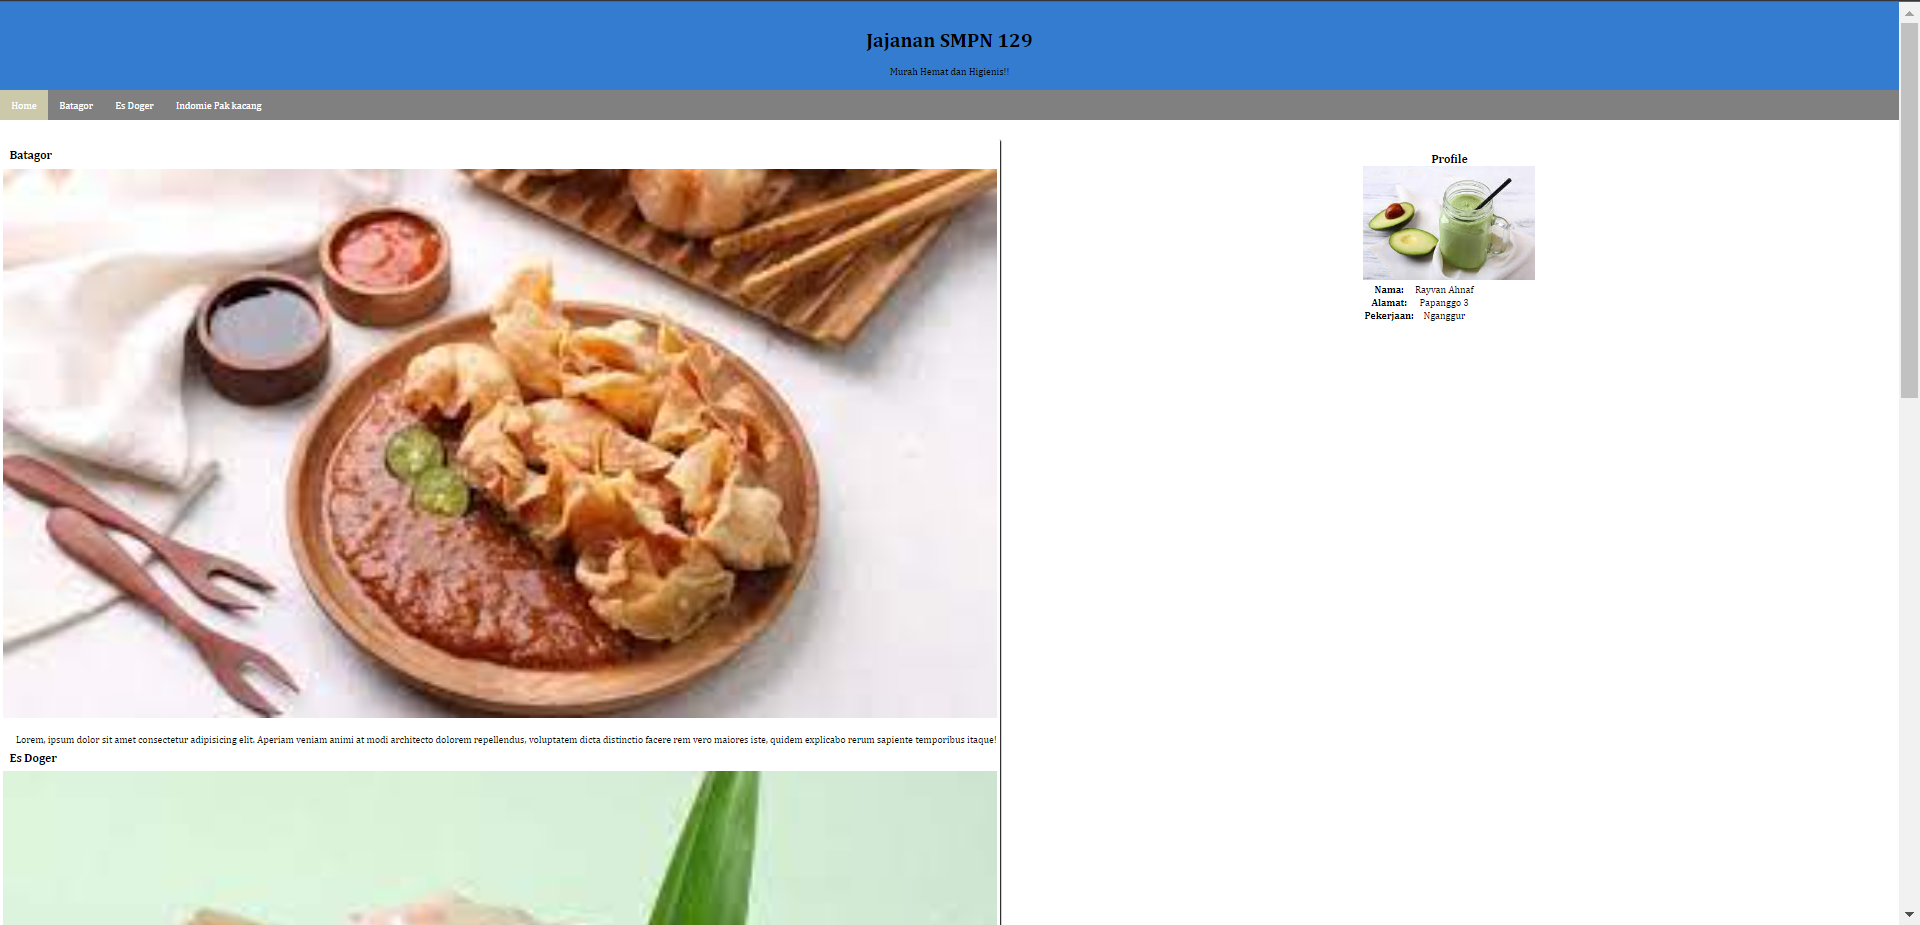 Jajanan SMPN 129
Murah Hemat dan Higienis!!
Home Batagor Es Doger Indomie Pak kacang
Batagor
Lorem, ipsum dolor sit amet consectetur adipisicing elit. Aperiam veniam animi at modi architecto dolorem repellendus, voluptatem dicta distinctio facere rem vero maiores iste, quidem explicabo rerum sapiente temporibus itaque!
Es Doger
Profile
Nama: Rayvan Ahnaf
Alamat: Papanggo 3
Pekerjaan: Nganggur